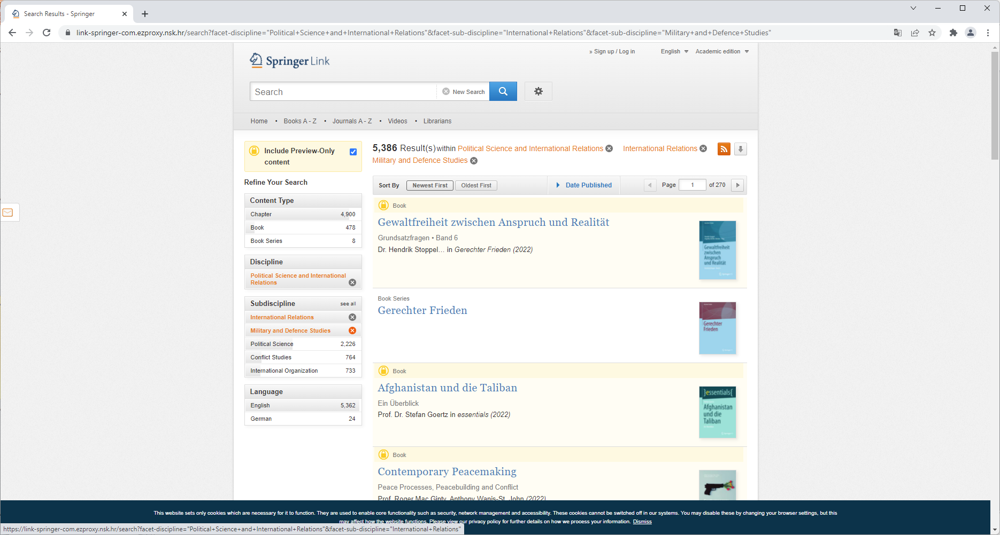 Search Results - Springer
link-springer-com.ezproxy.nsk.hr/search?facet-discipline="Political+Science+and+International+Relations"&facet-sub-discipline="International+Relations"&facet-sub-discipline="Military+and+Defence+Studies"
» Sign up / Log in English Academic edition
Springer Link
Search New Search
Home • Books A - Z • Journals A - Z • Videos • Librarians
Include Preview-Only
content
Refine Your Search
Content Type
Chapter 4,900
Book 478
Book Series 8
Discipline
Political Science and International
Relations
Subdiscipline see all
International Relations
Military and Defence Studies
Political Science 2,226
Conflict Studies 764
International Organization 733
Language
English 5,362
German 24
5,386 Result(s) within Political Science and International Relations International Relations
Military and Defence Studies
Sort By Newest First Oldest First Date Published Page 1 of 270
Book
Gewaltfreiheit zwischen Anspruch und Realität
Grundsatzfragen • Band 6
Dr. Hendrik Stoppel... in Gerechter Frieden (2022)
Gewaltfreiheit
zwischen
Anspruch
und Realität
Book Series
Gerechter Frieden
Gerechter
Frieden
Book
Afghanistan und die Taliban
Ein Überblick
Prof. Dr. Stefan Goertz in essentials (2022)
}essentials{
Afghanistan
und die
Taliban
Book
Contemporary Peacemaking
Peace Processes, Peacebuilding and Conflict
Prof. Roger Mac Ginty, Anthony Wanis-St. John (2022)
This website sets only cookies which are necessary for it to function. They are used to enable core functionality such as security, network management and accessibility. These cookies cannot be switched off in our systems. You may disable these by changing your browser settings, but this
may affect how the website functions. Please view our privacy policy for further details on how we process your information. Dismiss
https://link-springer-com.ezproxy.nsk.hr/search?facet-discipline="Political+Science+and+International+Relations"&facet-sub-discipline="International+Relations"